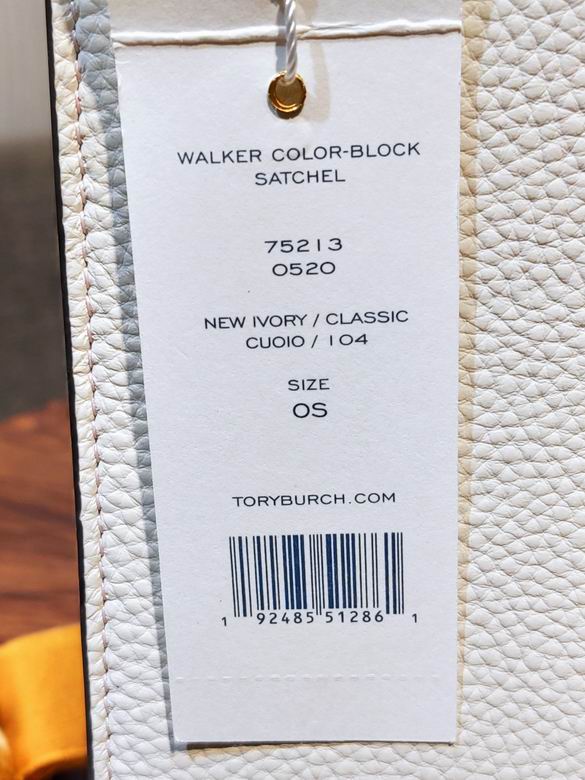 WALKER COLOR-BLOCK
SATCHEL
75213
0520
NEW IVORY / CLASSIC
CUOIO / 104
SIZE
OS
TORYBURCH.COM
1 92485 51286 1